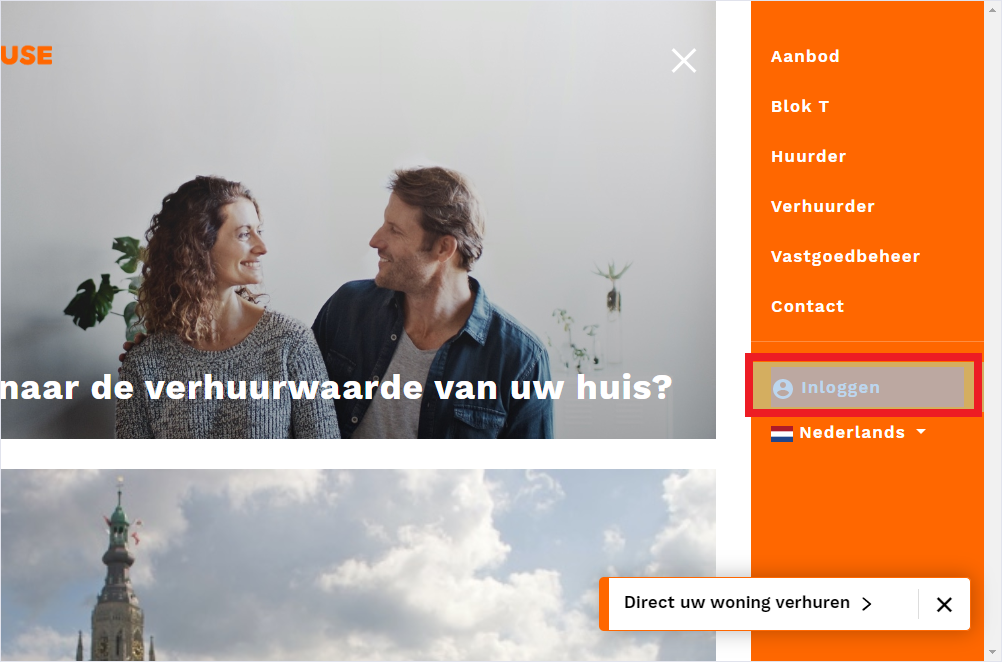 USE
Aanbod
Blok T
Huurder
Verhuurder
Vastgoedbeheer
Contact
Inloggen
Nederlands
naar de verhuurwaarde van uw huis?
Direct uw woning verhuren